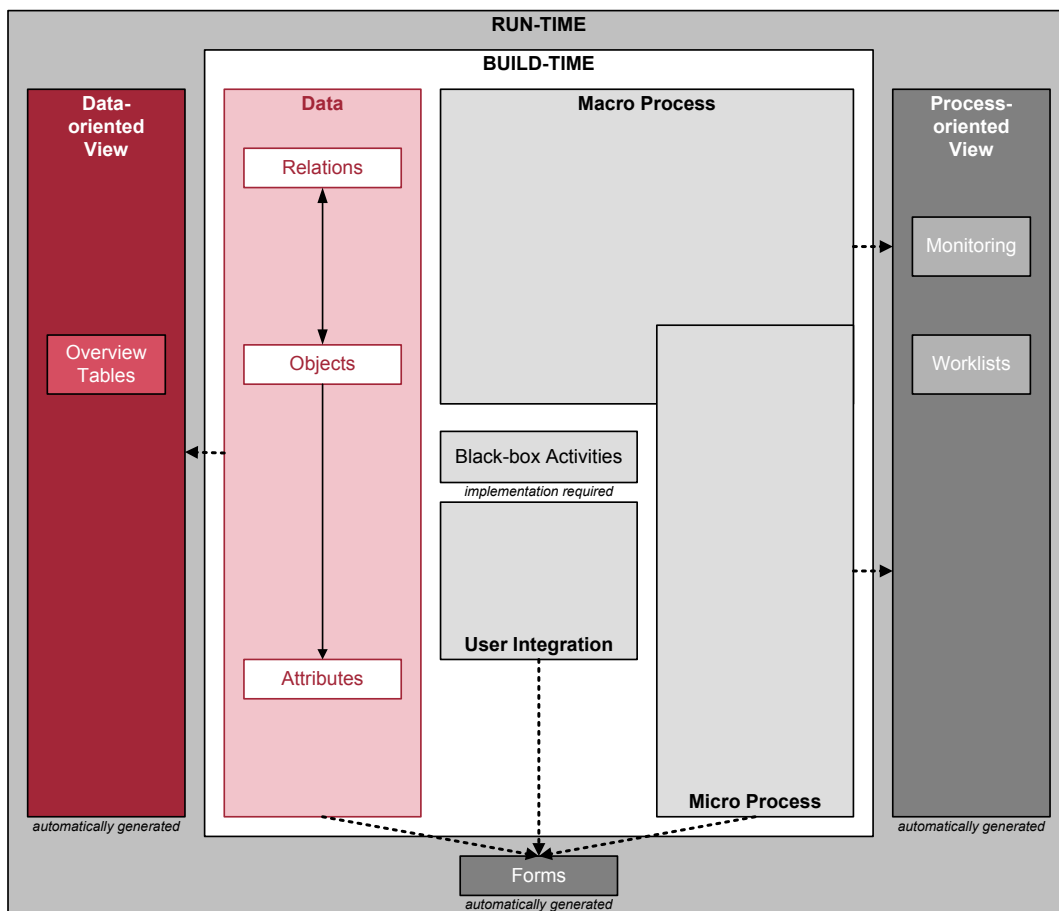 RUN-TIME
BUILD-TIME
Data-
oriented
View
Overview
Tables
automatically generated
Data
Relations
Objects
Attributes
Macro Process
Black-box Activities
implementation required
User Integration
Micro Process
Process-
oriented
View
Monitoring
Worklists
automatically generated
Forms
automatically generated